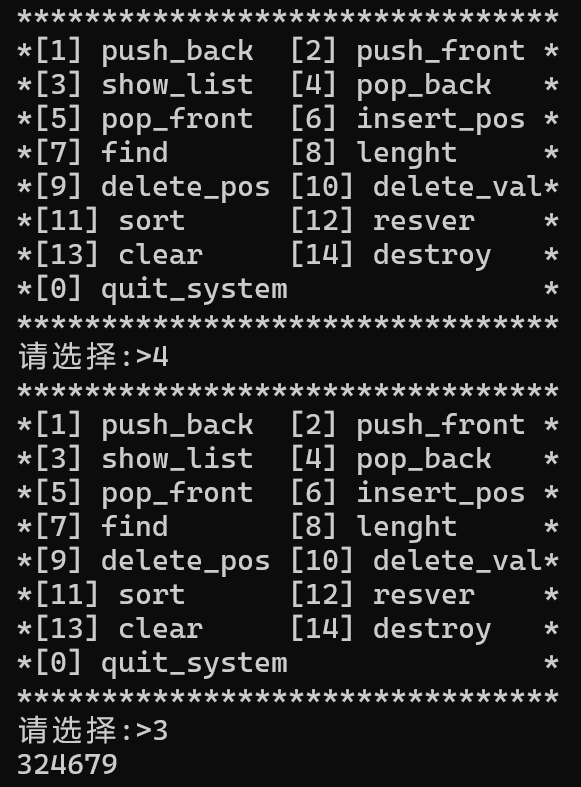 ********************************
*[1] push_back  [2] push_front *
*[3] show_list  [4] pop_back   *
*[5] pop_front  [6] insert_pos *
*[7] find       [8] lenght     *
*[9] delete_pos [10] delete_val*
*[11] sort      [12] resver    *
*[13] clear     [14] destroy   *
*[0] quit_system               *
********************************
请选择:>4
********************************
*[1] push_back  [2] push_front *
*[3] show_list  [4] pop_back   *
*[5] pop_front  [6] insert_pos *
*[7] find       [8] lenght     *
*[9] delete_pos [10] delete_val*
*[11] sort      [12] resver    *
*[13] clear     [14] destroy   *
*[0] quit_system               *
********************************
请选择:>3
324679